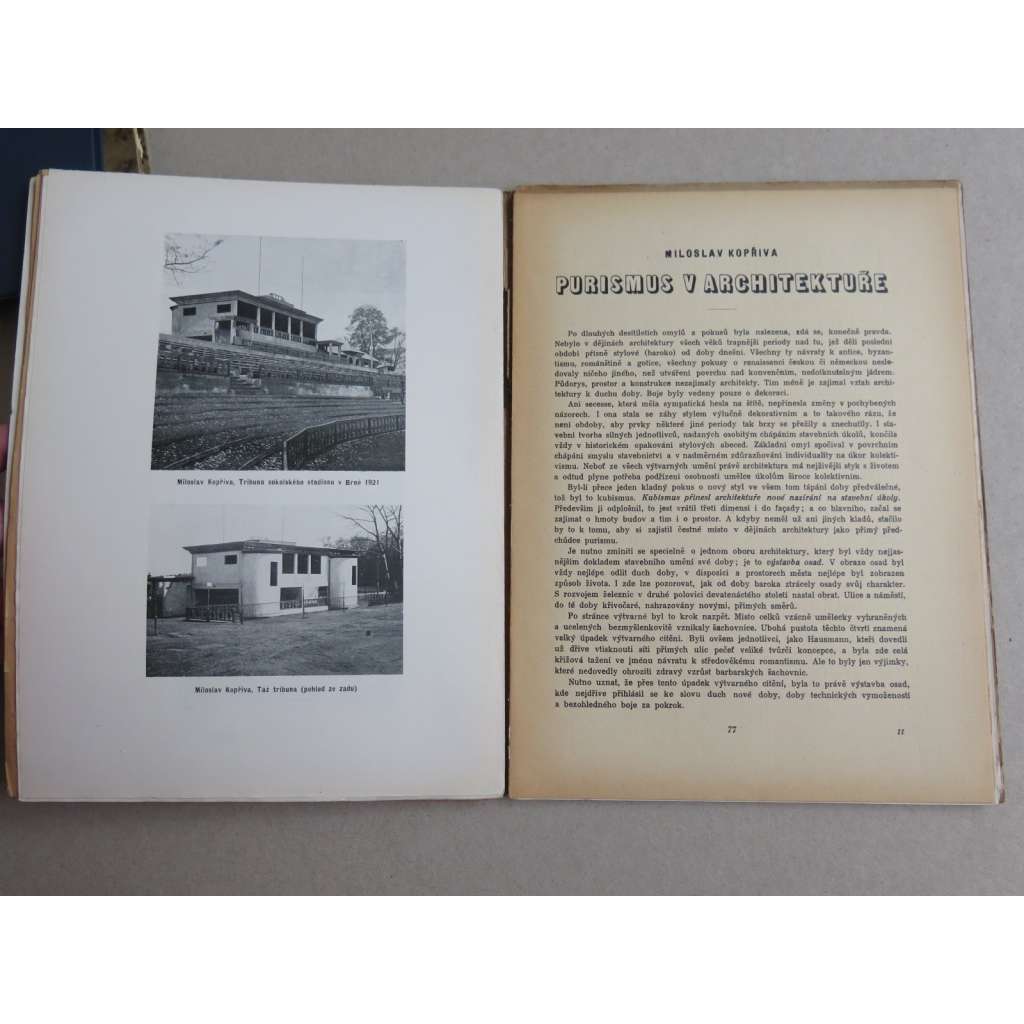 Miloslav Kopřiva, Tribuna sokolského stadionu v Brně 1921
Miloslav Kopřiva, Táž tribuna (pohled ze zadu)
MILOSLAV KOPŘIVA
PURISMUS V ARCHITEKTUŘE
Po dlouhých desítiletích omylů a pokusů byla nalezena, zdá se, konečně pravda.
Nebylo v dějinách architektury všech věků trapnější periody nad tu, jež dělí poslední
období přísně stylové (baroko) od doby dnešní. Všechny ty návraty k antice, byzan-
tismu, románštině a gotice, všechny pokusy o renaissanci českou či německou nesle-
dovaly ničeho jiného, než utváření povrchu nad konvenčním, nedotknutelným jádrem.
Půdorys, prostor a konstrukce nezajímaly architekty. Tím méně je zajímal vztah archi-
tektury k duchu doby. Boje byly vedeny pouze o dekoraci.
Ani secesse, která měla sympatická hesla na štítě, nepřinesla změny v pochybených
názorech. I ona stala se záhy stylem výlučně dekorativním a to takového rázu, že
není období, aby prvky některé jiné periody tak brzy se přežily a znechutily. I sta-
vební tvorba silných jednotlivců, nadaných osobitým chápáním stavebních úkolů, končila
vždy v historickém opakování stylových abeced. Základní omyl spočíval v povrchním
chápání smyslu stavebnictví a v nadměrném zdůrazňování individuality na úkor kolekti-
vismu. Neboť ze všech výtvarných umění právě architektura má nejživější styk s životem
a odtud plyne potřeba podřízení osobnosti umělce úkolům široce kolektivním.
Byl-li přece jeden kladný pokus o nový styl ve všem tom tápání doby předválečné,
tož byl to kubismus. Kubismus přinesl architektuře nové nazírání na stavební úkoly.
Především ji odplošnil, to jest vrátil třetí dimensi i do façady; a co hlavního, začal se
zajímat o hmoty budov a tím i o prostor. A kdyby neměl už ani jiných kladů, stačilo
by to k tomu, aby si zajistil čestné místo v dějinách architektury jako přímý před-
chůdce purismu.
Je nutno zmíniti se specielně o jednom oboru architektury, který byl vždy nejjas-
nějším dokladem stavebního umění své doby; je to výstavba osad. V obraze osad byl
vždy nejlépe odlit duch doby, v disposici a prostorech města nejlépe byl zobrazen
způsob života. I zde lze pozorovat, jak od doby baroka ztrácely osady svůj charakter.
S rozvojem železnic v druhé polovici devatenáctého století nastal obrat. Ulice a náměstí,
do té doby křivočaré, nahrazovány novými, přímých směrů.
Po stránce výtvarné byl to krok nazpět. Místo celků vzácně umělecky vyhraněných
a ucelených bezmyšlenkovitě vznikaly šachovnice. Ubohá pustota těchto čtvrtí znamená
velký úpadek výtvarného cítění. Byli ovšem jednotlivci, jako Hausmann, kteří dovedli
už dříve vtisknouti síti přímých ulic pečeť veliké tvůrčí koncepce, a byla zde celá
křížová tažení ve jménu návratu k středověkému romantismu. Ale to byly jen výjimky,
které nedovedly ohroziti zdravý vzrůst barbarských šachovnic.
Nutno uznat, že přes tento úpadek výtvarného cítění, byla to právě výstavba osad,
kde nejdříve přihlásil se ke slovu duch nové doby, doby technických vymožeností
a bezohledného boje za pokrok.
77
11